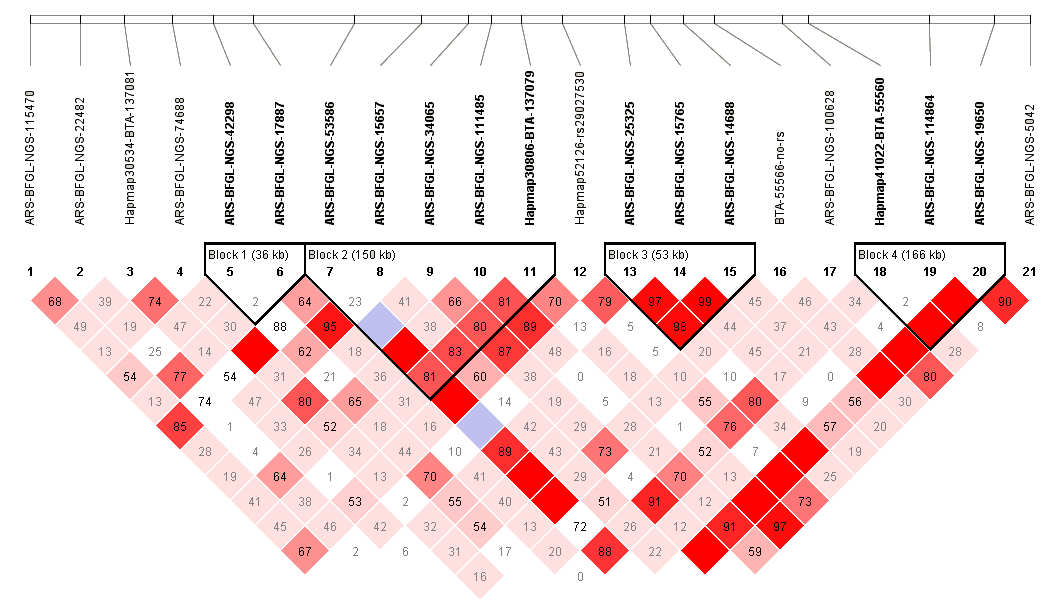 ARS-BFGL-NGS-115470
ARS-BFGL-NGS-22482
Hapmap30534-BTA-137081
ARS-BFGL-NGS-74688
ARS-BFGL-NGS-42298
ARS-BFGL-NGS-17887
ARS-BFGL-NGS-53586
ARS-BFGL-NGS-15657
ARS-BFGL-NGS-34065
ARS-BFGL-NGS-111485
Hapmap30806-BTA-137079
Hapmap52126-rs29027530
ARS-BFGL-NGS-25325
ARS-BFGL-NGS-15765
ARS-BFGL-NGS-14688
BTA-55566-no-rs
ARS-BFGL-NGS-100628
Hapmap41022-BTA-55560
ARS-BFGL-NGS-114864
ARS-BFGL-NGS-19650
ARS-BFGL-NGS-5042
Block 1 (36 kb) Block 2 (150 kb) Block 3 (53 kb) Block 4 (166 kb)
1 2 3 4 5 6 7 8 9 10 11 12 13 14 15 16 17 18 19 20 21
68 39 74 22 2 64 23 41 66 81 70 79 97 99 45 46 34 2 90
49 19 47 30 88 95 38 80 89 13 5 98 44 37 43 4 8
13 25 14 62 18 83 87 48 16 5 20 45 21 28 28
54 77 54 31 21 36 81 60 38 0 18 10 10 17 0 80
13 74 47 80 65 31 14 19 5 13 55 80 9 56 30
85 1 33 52 18 16 42 29 28 1 76 34 57 20
28 4 26 34 44 10 89 43 73 21 52 7 19
19 64 1 13 70 41 29 4 70 13 25
41 38 53 2 55 40 51 91 12 73
45 46 42 32 54 13 72 26 12 91 97
67 2 6 31 17 20 88 22 59
16 0